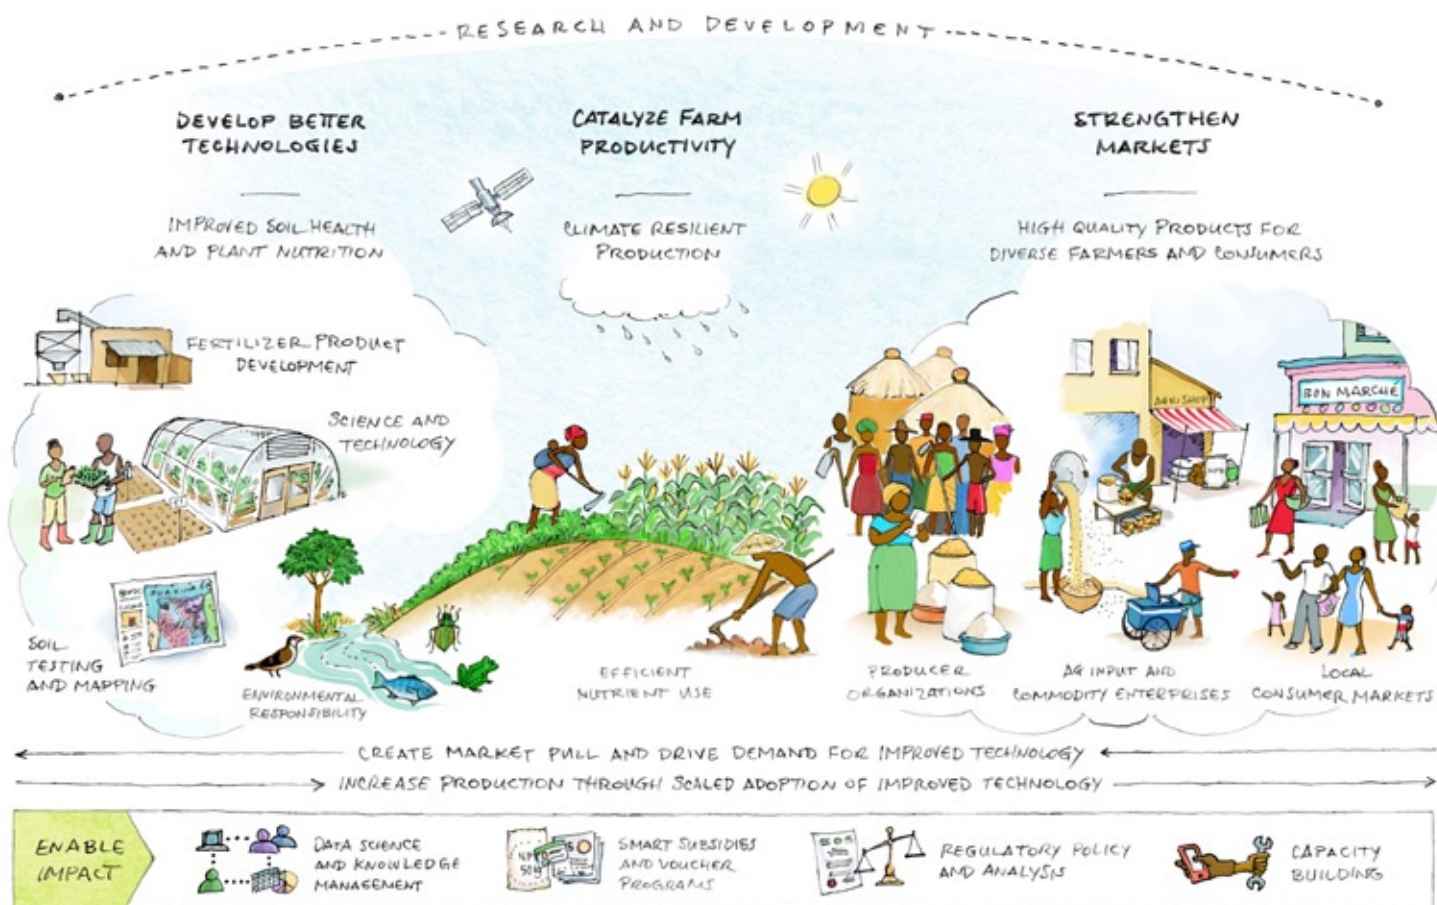 RESEARCH AND DEVELOPMENT
DEVELOP BETTER
TECHNOLOGIES
IMPROVED SOIL HEALTH
AND PLANT NUTRITION
CATALYZE FARM
PRODUCTIVITY
CLIMATE RESILIENT
PRODUCTION
STRENGTHEN
MARKETS
HIGH QUALITY PRODUCTS FOR
DIVERSE FARMERS AND CONSUMERS
FERTILIZER PRODUCT
DEVELOPMENT
SCIENCE AND
TECHNOLOGY
SOIL
TESTING
AND MAPPING
ENVIRONMENTAL
RESPONSIBILITY
EFFICIENT
NUTRIENT USE
AGRI SHOP
BON MARCHÉ
PRODUCER
ORGANIZATIONS
AG INPUT AND
COMMODITY ENTERPRISES
LOCAL
CONSUMER MARKETS
CREATE MARKET PULL AND DRIVE DEMAND FOR IMPROVED TECHNOLOGY
INCREASE PRODUCTION THROUGH SCALED ADOPTION OF IMPROVED TECHNOLOGY
ENABLE
IMPACT
DATA SCIENCE
AND KNOWLEDGE
MANAGEMENT
SMART SUBSIDIES
AND VOUCHER
PROGRAMS
REGULATORY POLICY
AND ANALYSIS
CAPACITY
BUILDING